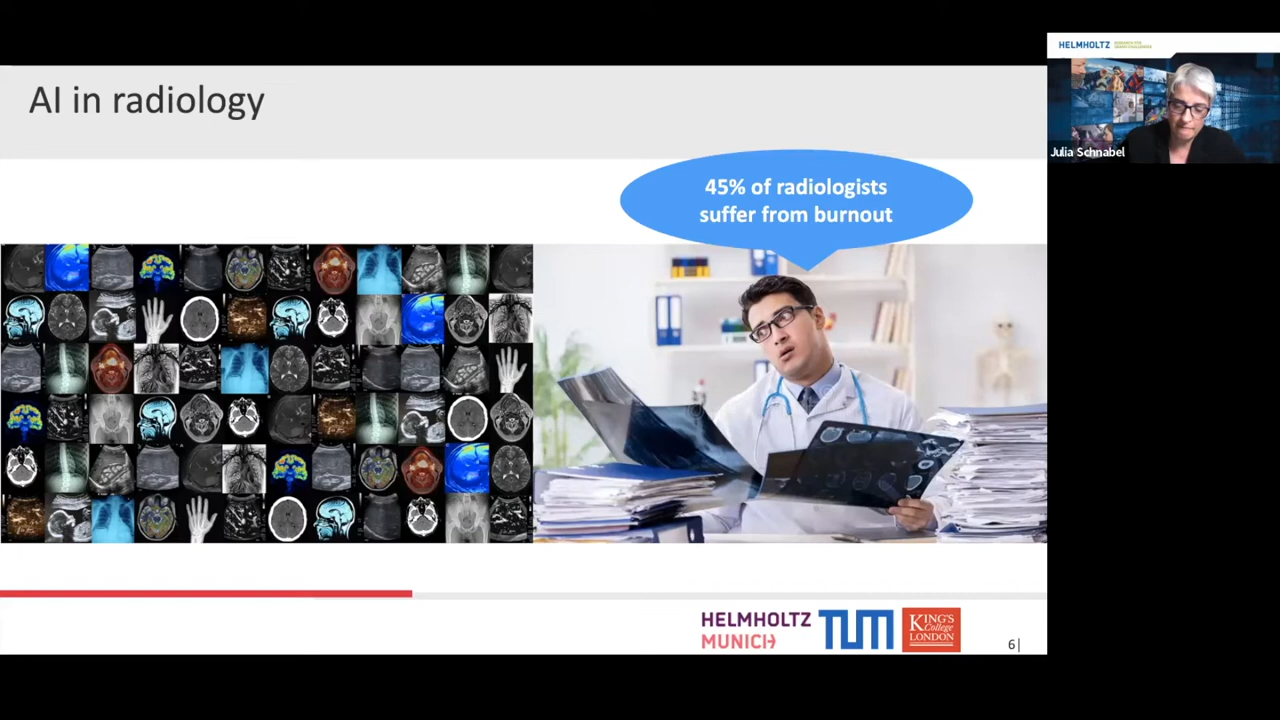 AI in radiology
45% of radiologists
suffer from burnout
HELMHOLTZ
MUNICH
TUM
KING'S
College
LONDON
6|
HELMHOLTZ
Julia Schnabel